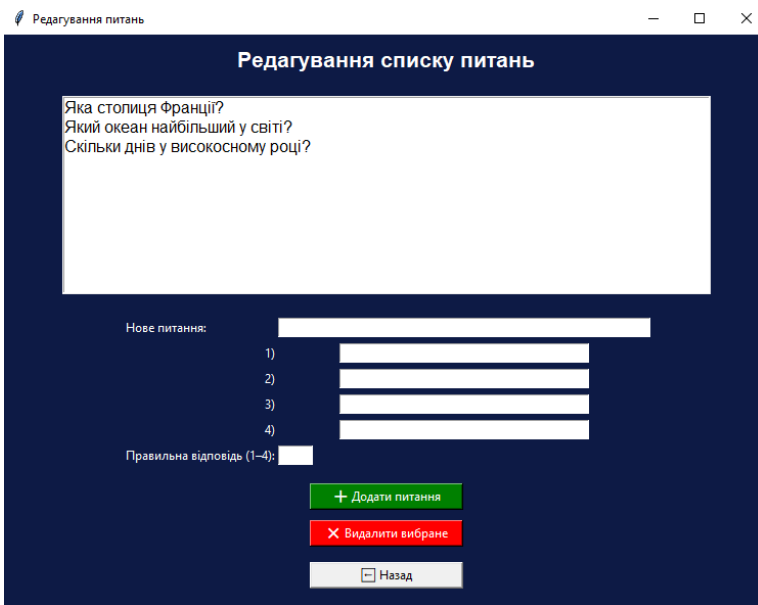 Редагування питань
Редагування списку питань
Яка столиця Франції?
Який океан найбільший у світі?
Скільки днів у високосному році?
Нове питання:
1)
2)
3)
4)
Правильна відповідь (1–4):
Додати питання
Видалити вибране
Назад